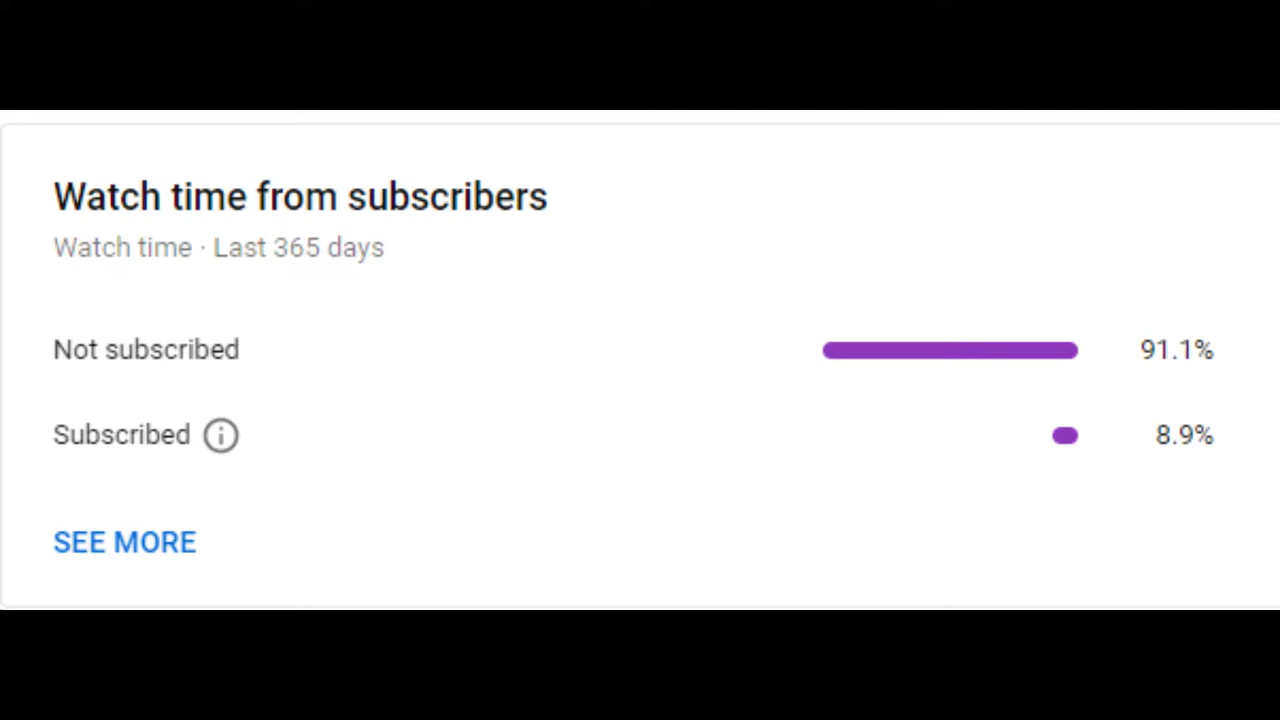 Watch time from subscribers
Watch time · Last 365 days
Not subscribed 91.1%
Subscribed 8.9%
SEE MORE